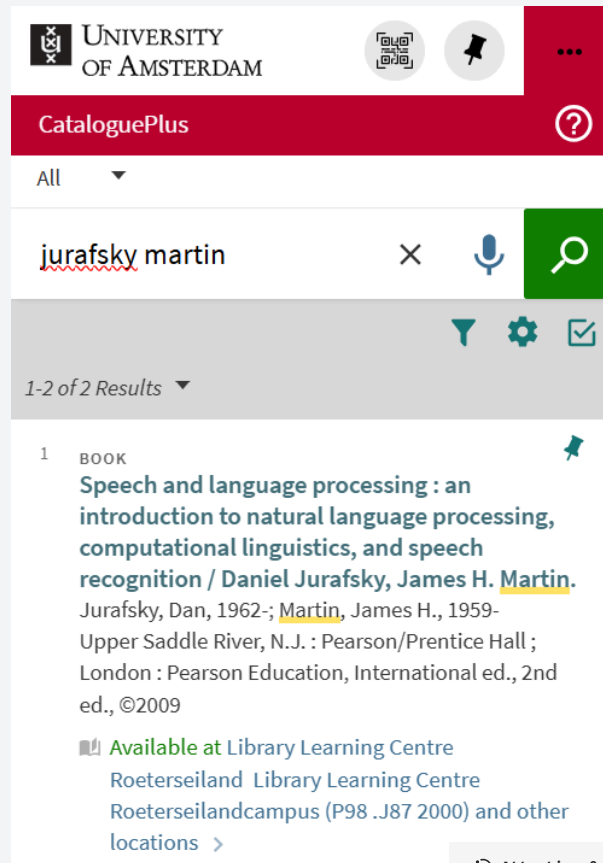 UNIVERSITY
OF AMSTERDAM
CataloguePlus
All
jurafsky martin
1-2 of 2 Results
1
BOOK
Speech and language processing : an
introduction to natural language processing,
computational linguistics, and speech
recognition / Daniel Jurafsky, James H. Martin.
Jurafsky, Dan, 1962-; Martin, James H., 1959-
Upper Saddle River, N.J. : Pearson/Prentice Hall ;
London : Pearson Education, International ed., 2nd
ed., ©2009
Available at Library Learning Centre
Roeterseiland Library Learning Centre
Roeterseilandcampus (P98 .J87 2000) and other
locations >